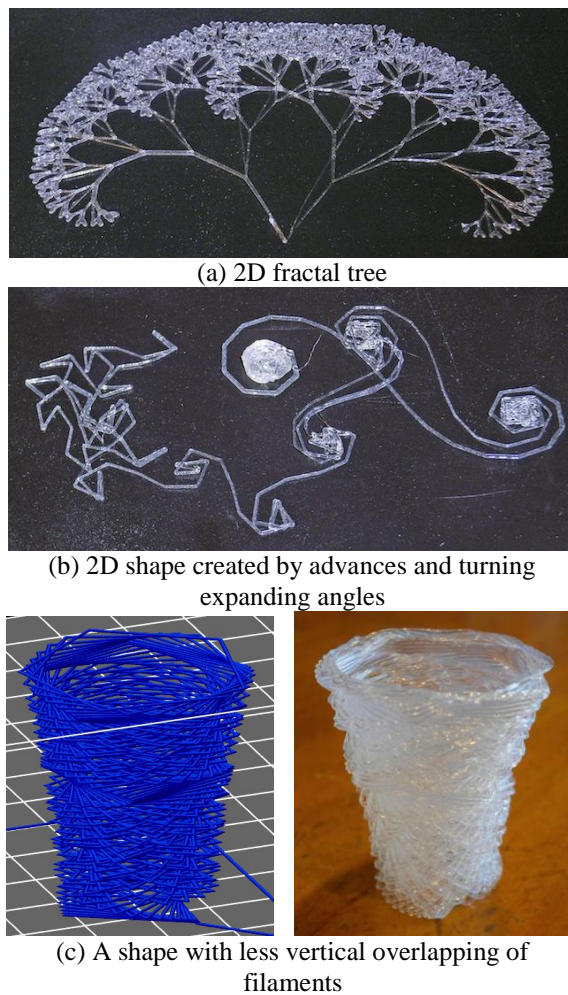 (a) 2D fractal tree
(b) 2D shape created by advances and turning
expanding angles
(c) A shape with less vertical overlapping of
filaments